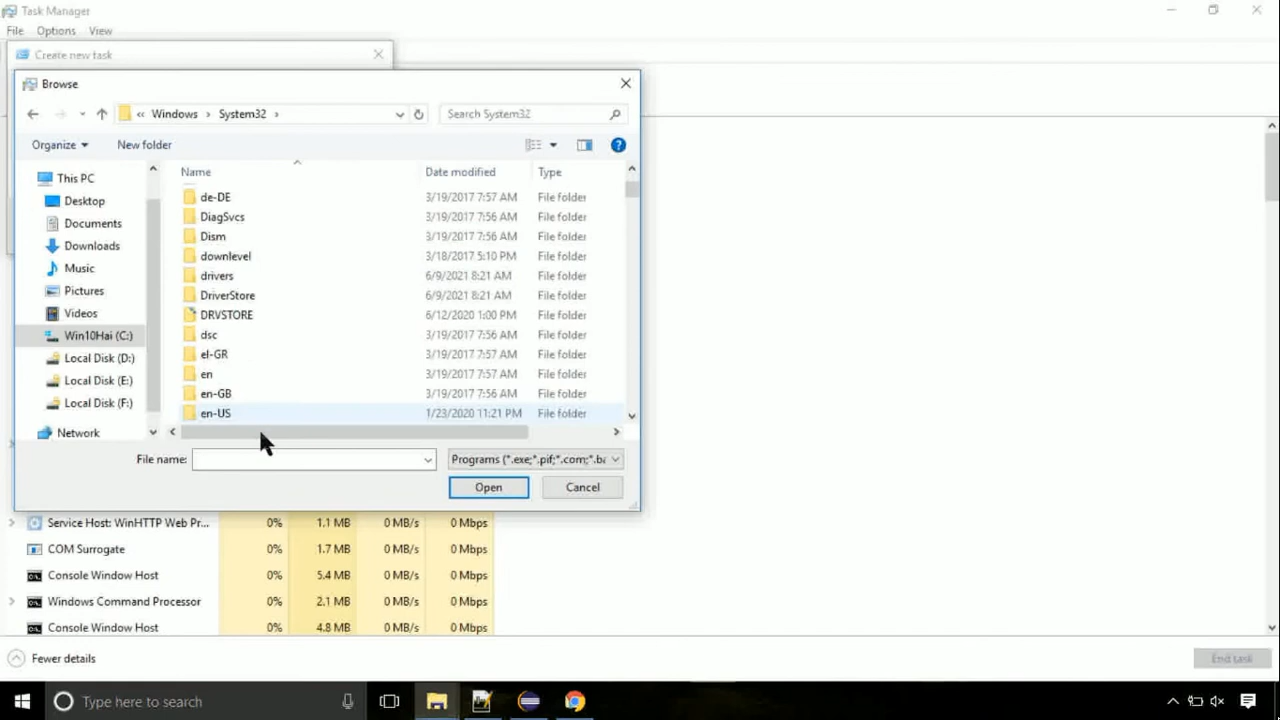 Task Manager
File Options View
Create new task
Browse
« Windows › System32 ›
Search System32
Organize New folder
Name Date modified Type
This PC
Desktop
Documents
Downloads
Music
Pictures
Videos
Win10Hai (C:)
Local Disk (D:)
Local Disk (E:)
Local Disk (F:)
Network
de-DE 3/19/2017 7:57 AM File folder
DiagSvcs 3/19/2017 7:56 AM File folder
Dism 3/19/2017 7:56 AM File folder
downlevel 3/18/2017 5:10 PM File folder
drivers 6/9/2021 8:21 AM File folder
DriverStore 6/9/2021 8:21 AM File folder
DRVSTORE 6/12/2020 1:00 PM File folder
dsc 3/19/2017 7:56 AM File folder
el-GR 3/19/2017 7:57 AM File folder
en 3/19/2017 7:57 AM File folder
en-GB 3/19/2017 7:56 AM File folder
en-US 1/23/2020 11:21 PM File folder
File name: Programs (*.exe;*.pif;*.com;*.ba
Open Cancel
Service Host: WinHTTP Web Pr... 0% 1.1 MB 0 MB/s 0 Mbps
COM Surrogate 0% 1.7 MB 0 MB/s 0 Mbps
Console Window Host 0% 5.4 MB 0 MB/s 0 Mbps
Windows Command Processor 0% 2.1 MB 0 MB/s 0 Mbps
Console Window Host 0% 4.8 MB 0 MB/s 0 Mbps
Fewer details
End task
Type here to search